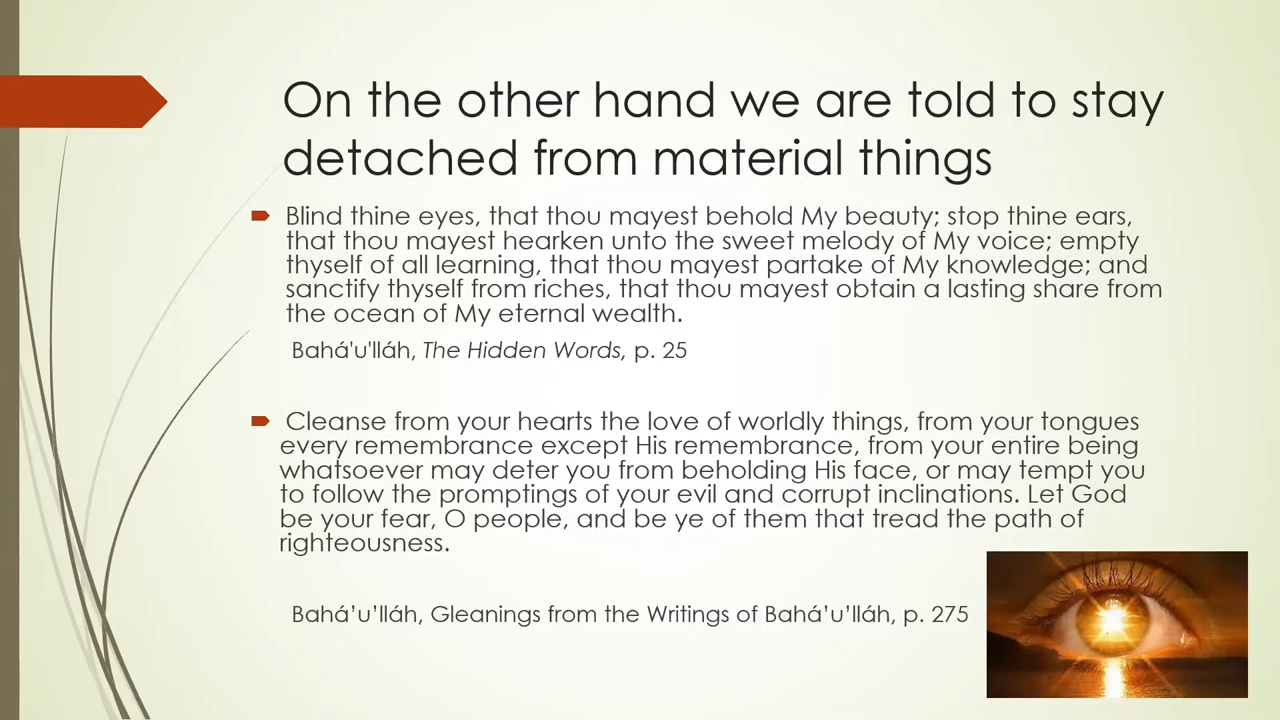 On the other hand we are told to stay
detached from material things
Blind thine eyes, that thou mayest behold My beauty; stop thine ears,
that thou mayest hearken unto the sweet melody of My voice; empty
thyself of all learning, that thou mayest partake of My knowledge; and
sanctify thyself from riches, that thou mayest obtain a lasting share from
the ocean of My eternal wealth.
Bahá'u'lláh, The Hidden Words, p. 25
Cleanse from your hearts the love of worldly things, from your tongues
every remembrance except His remembrance, from your entire being
whatsoever may deter you from beholding His face, or may tempt you
to follow the promptings of your evil and corrupt inclinations. Let God
be your fear, O people, and be ye of them that tread the path of
righteousness.
Bahá’u’lláh, Gleanings from the Writings of Bahá’u’lláh, p. 275